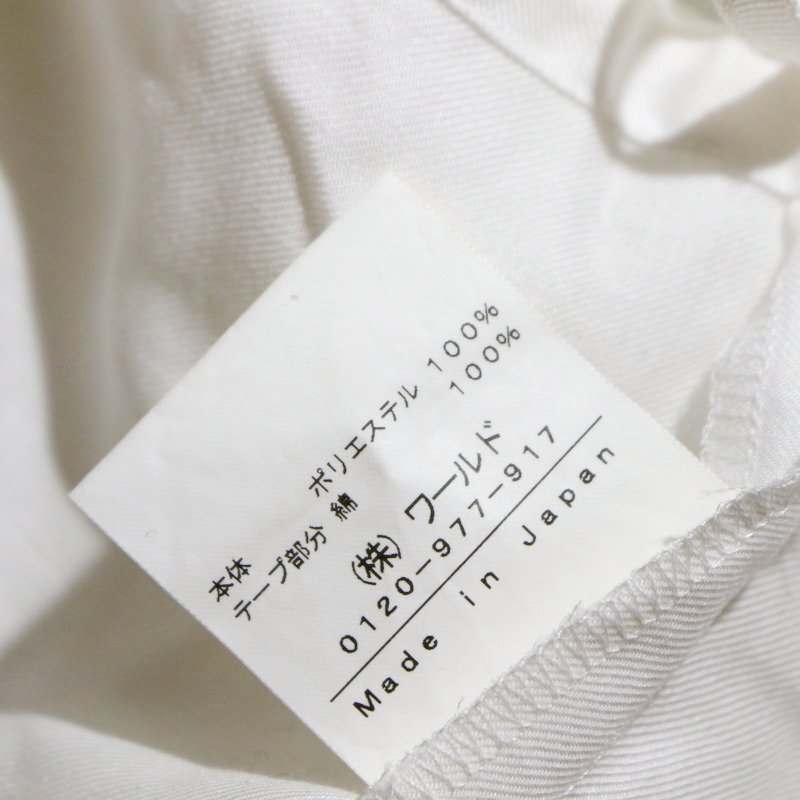 本体 ポリエステル 100%
テープ部分 綿 100%
(株) ワールド
0120-977-917
Made in Japan